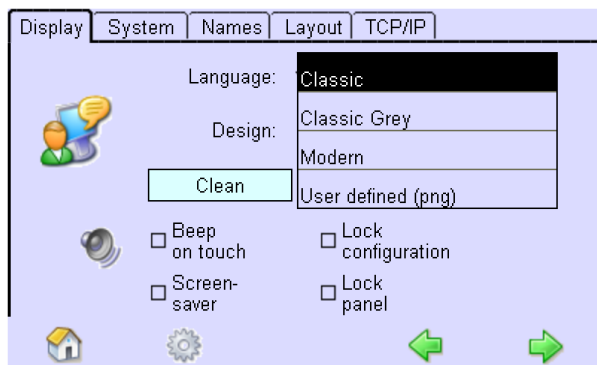 Display System Names Layout TCP/IP
Language: Classic
Classic Grey
Design:
Modern
Clean
User defined (png)
Beep
on touch
Lock
configuration
Screen-
saver
Lock
panel